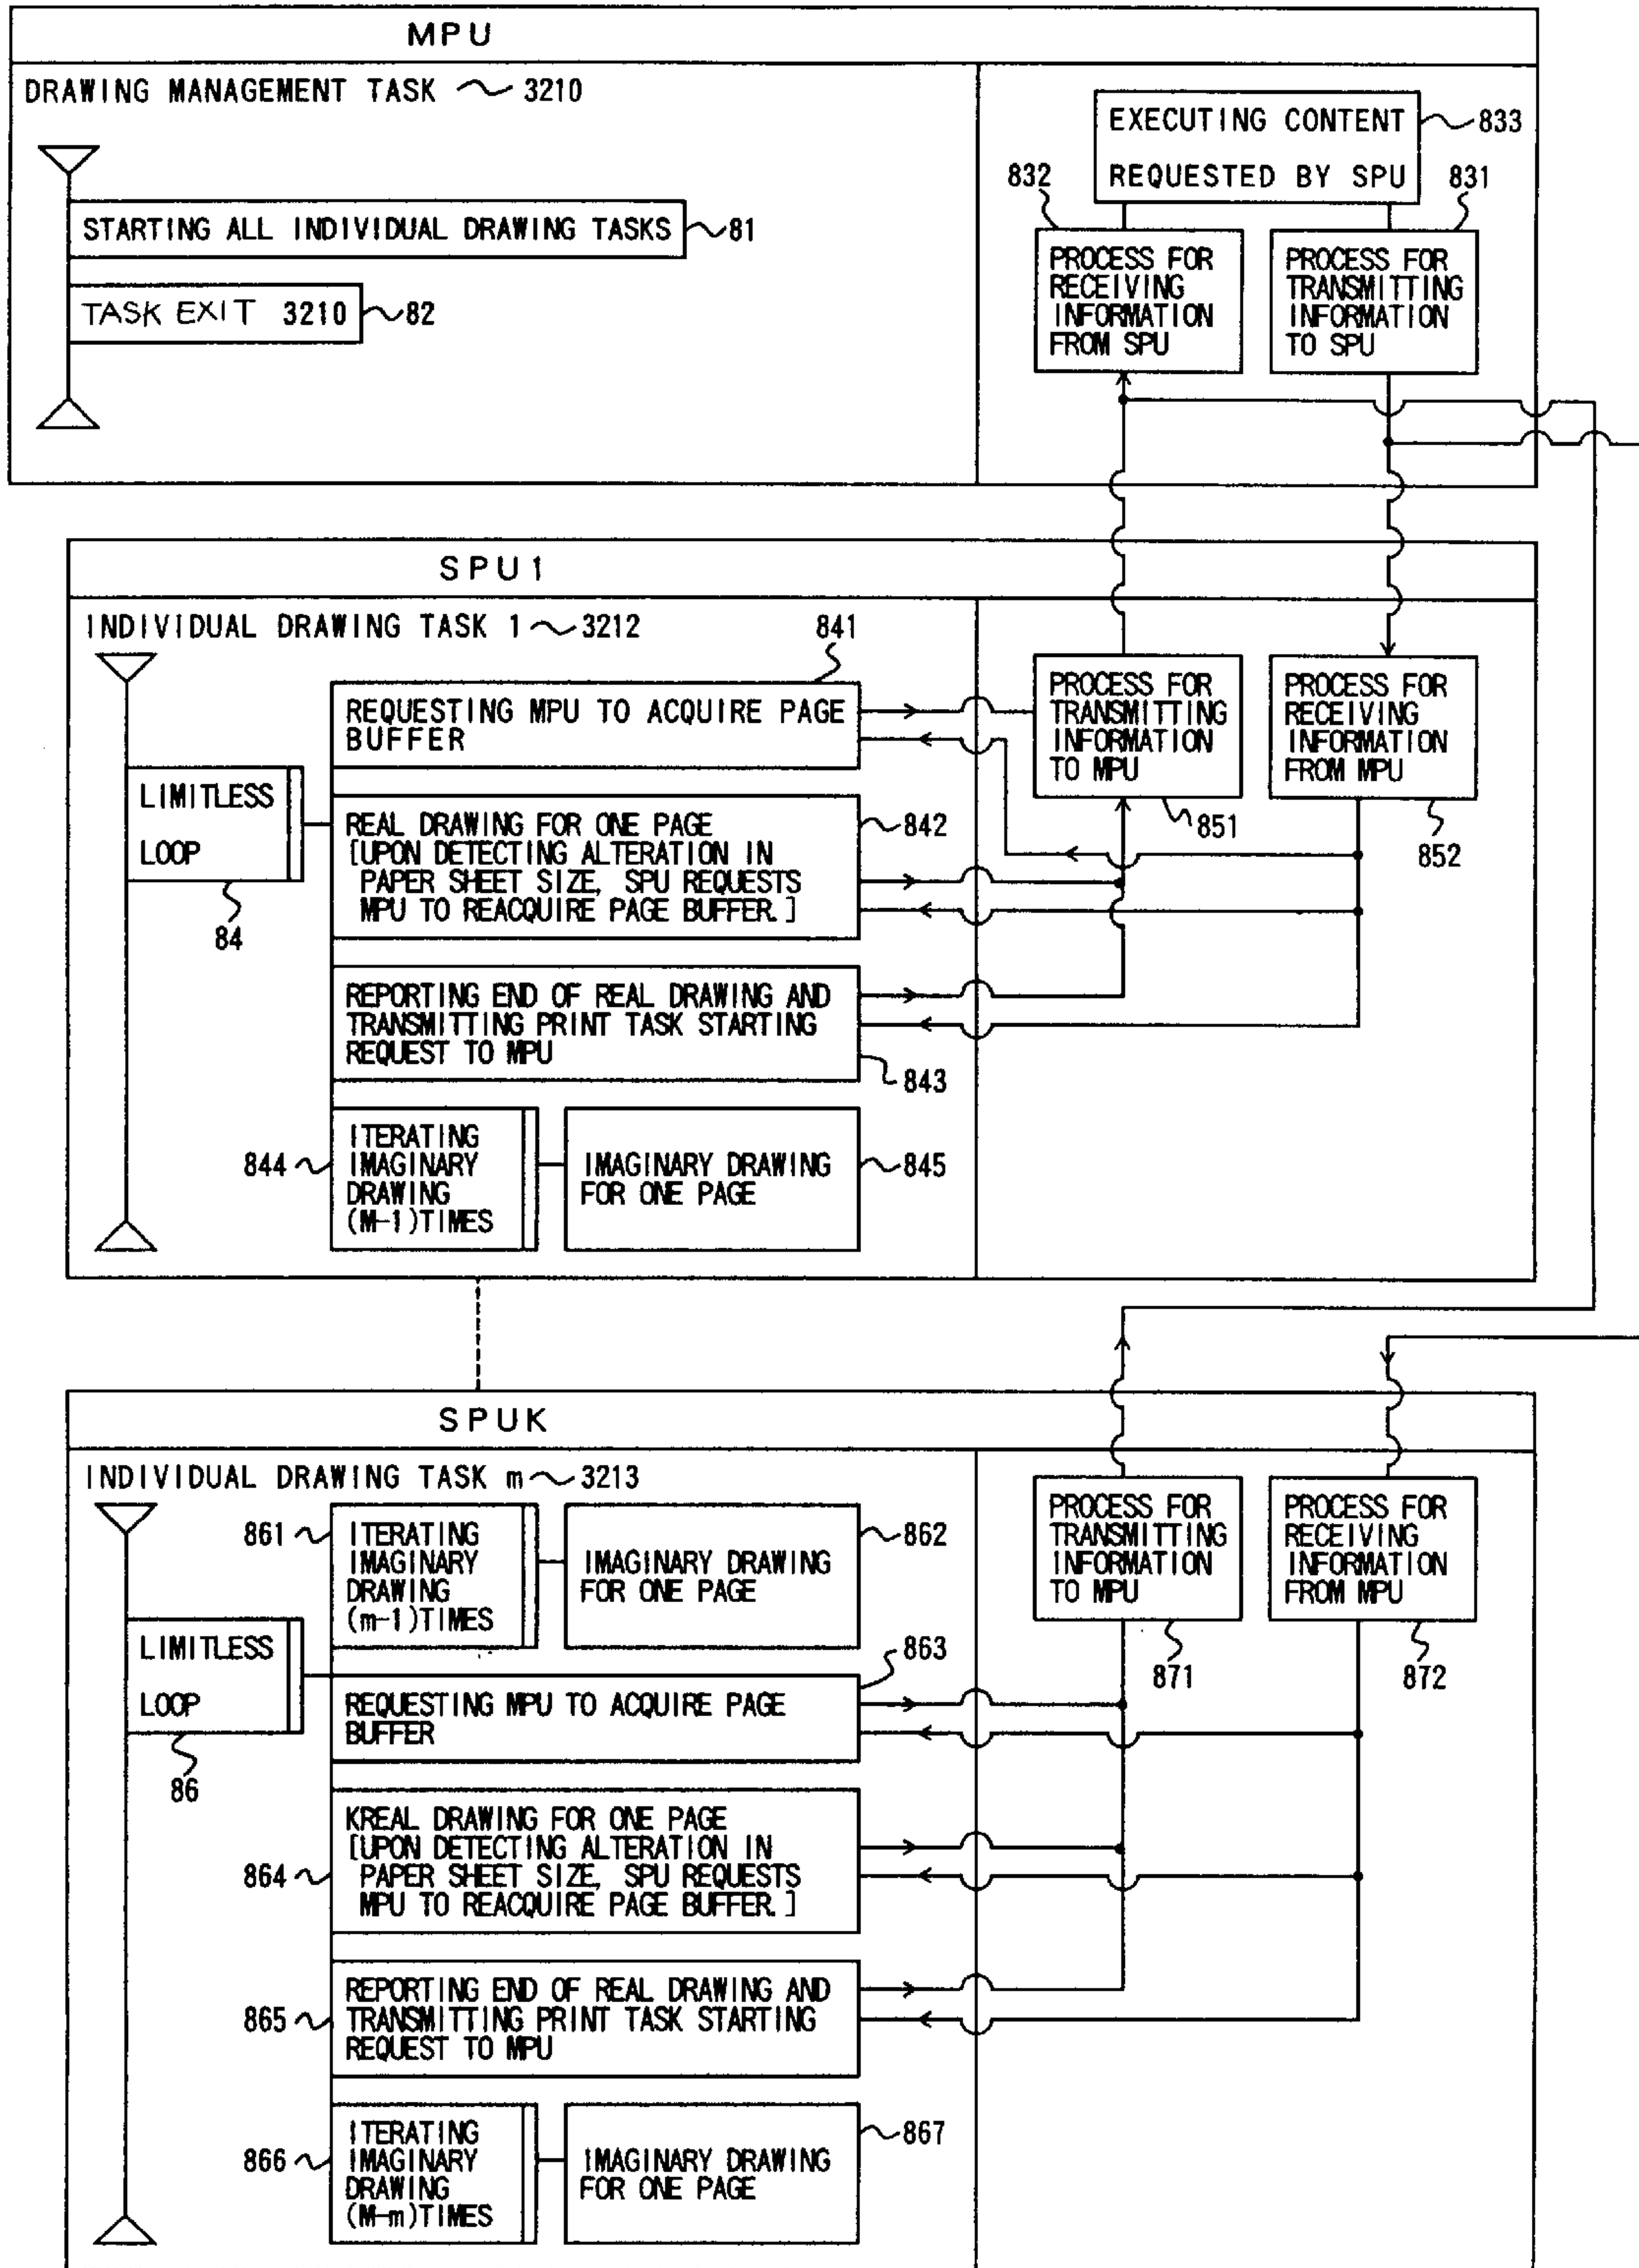 MPU
DRAWING MANAGEMENT TASK 3210
STARTING ALL INDIVIDUAL DRAWING TASKS 81
TASK EXIT 3210 82
EXECUTING CONTENT 833
REQUESTED BY SPU
832
831
PROCESS FOR
RECEIVING
INFORMATION
FROM SPU
PROCESS FOR
TRANSMITTING
INFORMATION
TO SPU
SPU1
INDIVIDUAL DRAWING TASK 1 3212
841
REQUESTING MPU TO ACQUIRE PAGE
BUFFER
LIMITLESS
LOOP
84
REAL DRAWING FOR ONE PAGE
[UPON DETECTING ALTERATION IN
PAPER SHEET SIZE, SPU REQUESTS
MPU TO REACQUIRE PAGE BUFFER.]
842
REPORTING END OF REAL DRAWING AND
TRANSMITTING PRINT TASK STARTING
REQUEST TO MPU
843
844
ITERATING
IMAGINARY
DRAWING
(M-1)TIMES
IMAGINARY DRAWING
FOR ONE PAGE
845
PROCESS FOR
TRANSMITTING
INFORMATION
TO MPU
851
PROCESS FOR
RECEIVING
INFORMATION
FROM MPU
852
SPUK
INDIVIDUAL DRAWING TASK m 3213
861
ITERATING
IMAGINARY
DRAWING
(m-1)TIMES
IMAGINARY DRAWING
FOR ONE PAGE
862
LIMITLESS
LOOP
86
863
REQUESTING MPU TO ACQUIRE PAGE
BUFFER
864
KREAL DRAWING FOR ONE PAGE
[UPON DETECTING ALTERATION IN
PAPER SHEET SIZE, SPU REQUESTS
MPU TO REACQUIRE PAGE BUFFER.]
865
REPORTING END OF REAL DRAWING AND
TRANSMITTING PRINT TASK STARTING
REQUEST TO MPU
866
ITERATING
IMAGINARY
DRAWING
(M-m)TIMES
IMAGINARY DRAWING
FOR ONE PAGE
867
PROCESS FOR
TRANSMITTING
INFORMATION
TO MPU
871
PROCESS FOR
RECEIVING
INFORMATION
FROM MPU
872